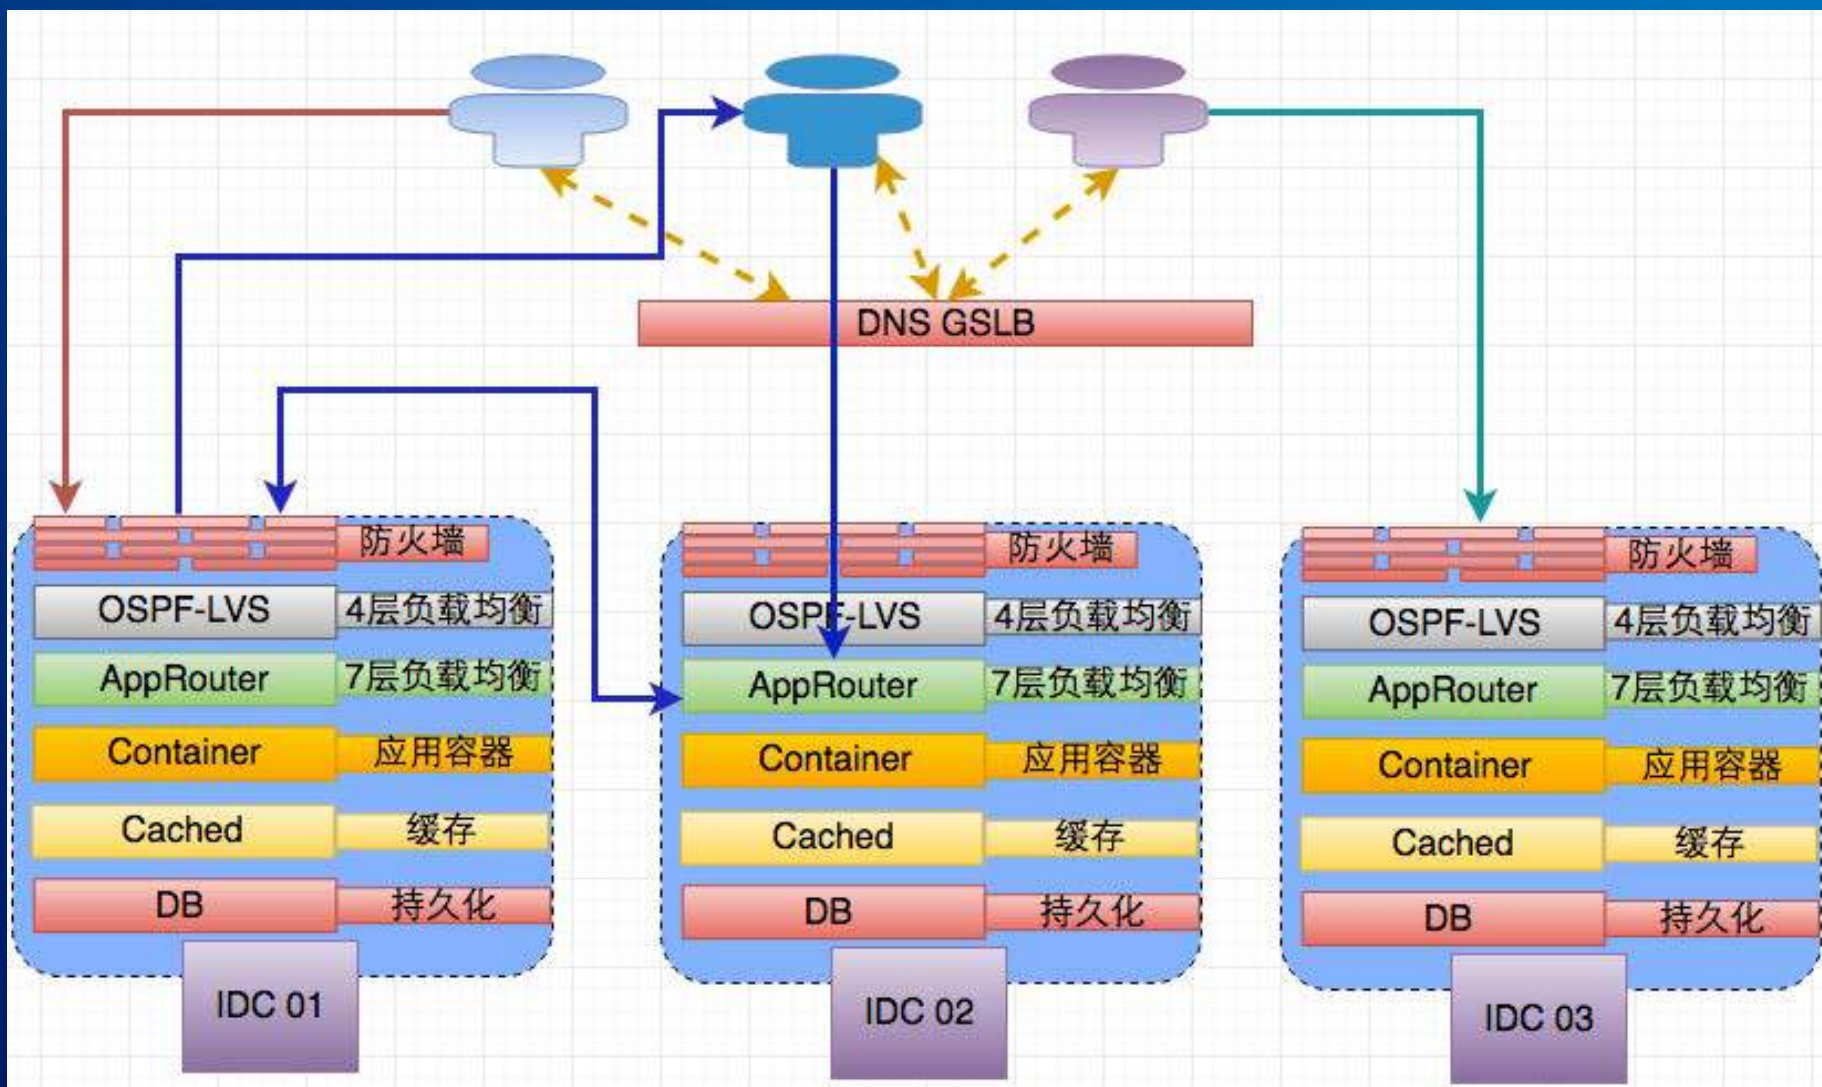 DNS GSLB
防火墙
OSPF-LVS 4层负载均衡
AppRouter 7层负载均衡
Container 应用容器
Cached 缓存
DB 持久化
IDC 01
防火墙
OSPF-LVS 4层负载均衡
AppRouter 7层负载均衡
Container 应用容器
Cached 缓存
DB 持久化
IDC 02
防火墙
OSPF-LVS 4层负载均衡
AppRouter 7层负载均衡
Container 应用容器
Cached 缓存
DB 持久化
IDC 03